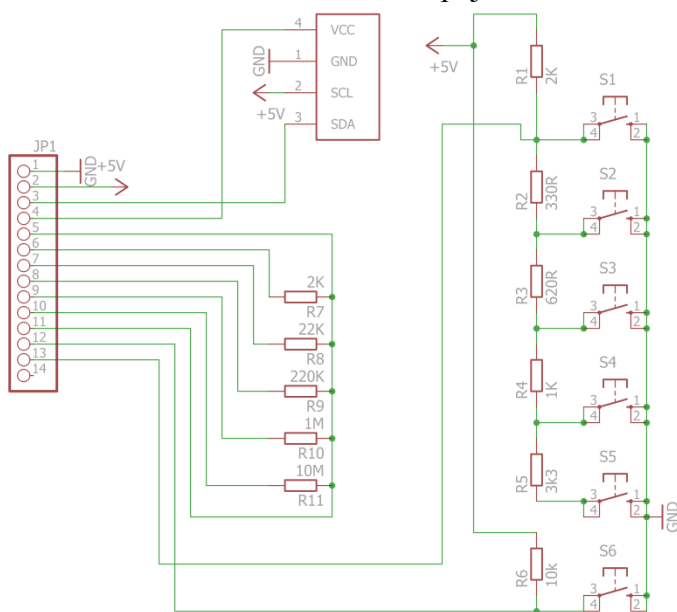 4
VCC
GND
1
GND
2
SCL
+5V
3
SDA
+5V
R1
2K
S1
3
4
1
2
JP1
1
2
3
4
5
6
7
8
9
10
11
12
13
14
GND
+5V
R2
330R
S2
3
4
1
2
R3
620R
S3
3
4
1
2
2K
R7
22K
R8
220K
R9
1M
R10
10M
R11
R4
1K
S4
3
4
1
2
R5
3k3
S5
3
4
1
2
GND
R6
10k
S6
3
4
1
2